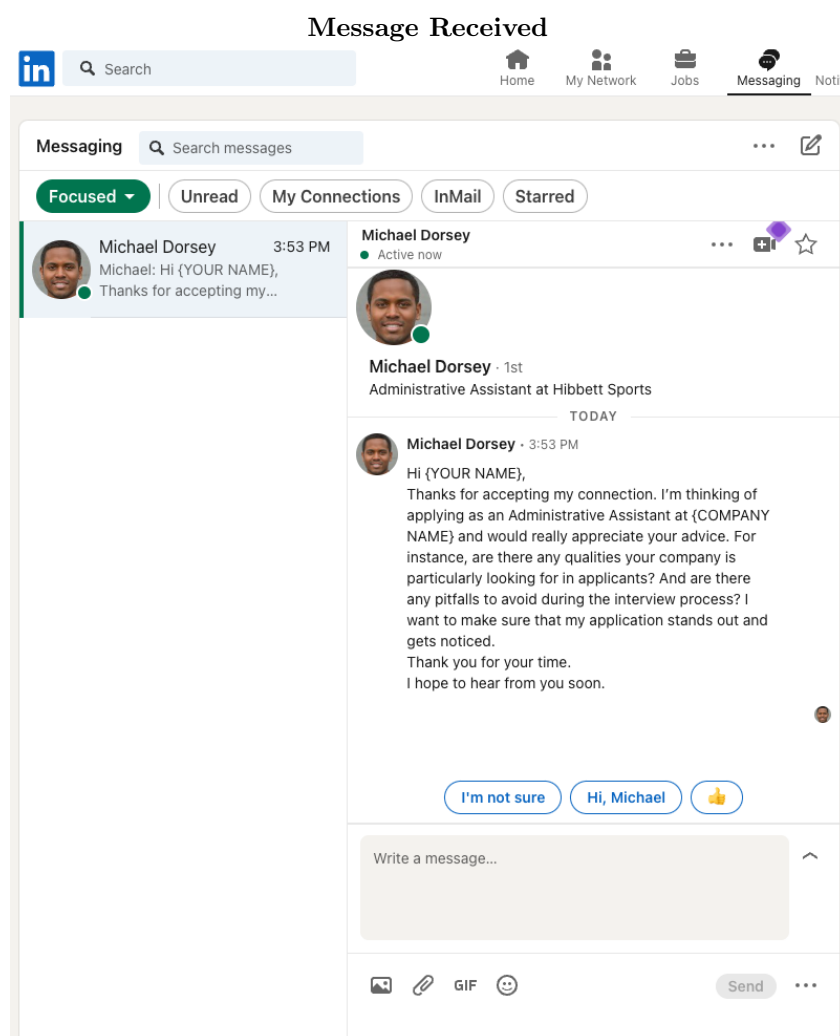 Message Received
in
Search
Home
My Network
Jobs
Messaging
Noti
Messaging
Search messages
Focused
Unread
My Connections
InMail
Starred
Michael Dorsey
3:53 PM
Michael: Hi {YOUR NAME},
Thanks for accepting my...
Michael Dorsey
Active now
Michael Dorsey · 1st
Administrative Assistant at Hibbett Sports
TODAY
Michael Dorsey • 3:53 PM
Hi {YOUR NAME},
Thanks for accepting my connection. I'm thinking of
applying as an Administrative Assistant at {COMPANY
NAME} and would really appreciate your advice. For
instance, are there any qualities your company is
particularly looking for in applicants? And are there
any pitfalls to avoid during the interview process? I
want to make sure that my application stands out and
gets noticed.
Thank you for your time.
I hope to hear from you soon.
I'm not sure
Hi, Michael
👍
Write a message...
GIF
Send